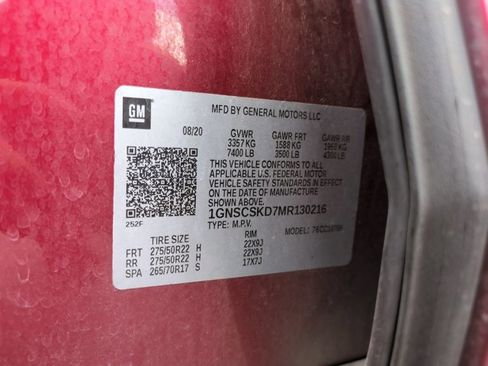 GM
MFD BY GENERAL MOTORS LLC
08/20 GVWR GAWR FRT GAWR RR
3357 KG 1588 KG 1960 KG
7400 LB 3500 LB 4300 LB
THIS VEHICLE CONFORMS TO ALL
APPLICABLE U.S. FEDERAL MOTOR VEHICLE
SAFETY STANDARDS IN EFFECT ON THE DATE OF
MANUFACTURE SHOWN ABOVE.
1GNSCSKD7MR130216
252F TYPE: M.P.V. MODEL:
TIRE SIZE RIM
FRT 275/50R22 H 22X9J
RR 275/50R22 H 22X9J
SPA 265/70R17 S 17X7J